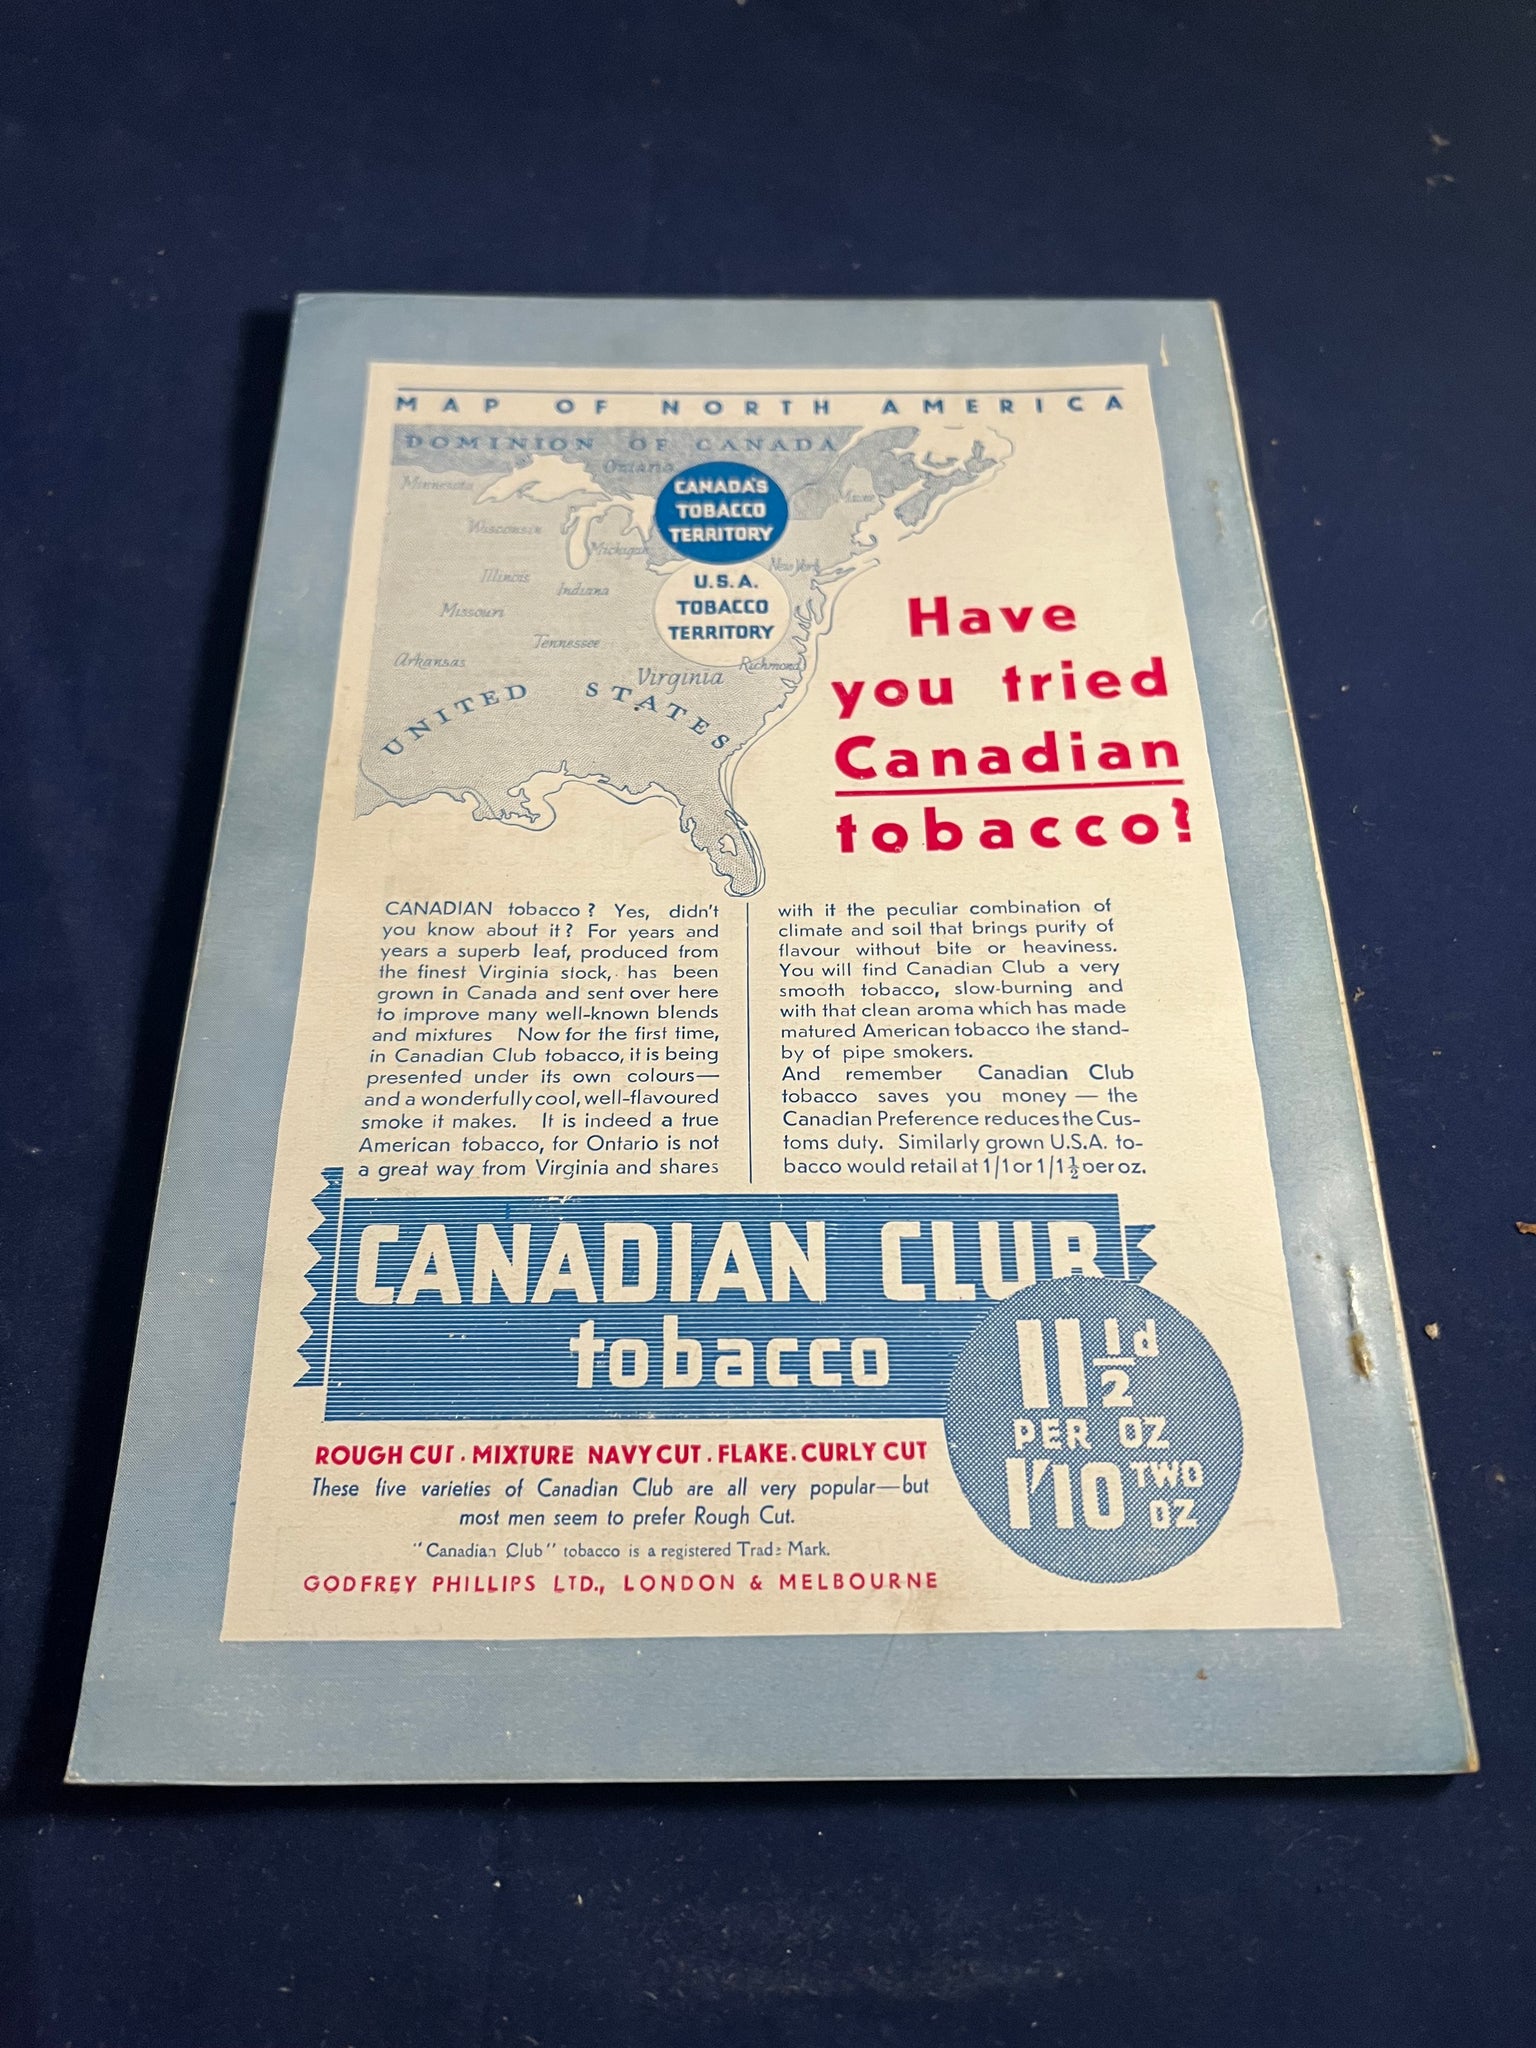 MAP OF NORTH AMERICA
DOMINION OF CANADA
Ontario
Minnesota
CANADA'S
TOBACCO
TERRITORY
Maine
Wisconsin
Michigan
New York
U.S.A.
TOBACCO
TERRITORY
Illinois
Indiana
Missouri
Tennessee
Arkansas
Richmond
Virginia
UNITED STATES
Have
you tried
Canadian
tobacco?
CANADIAN tobacco? Yes, didn't
you know about it? For years and
years a superb leaf, produced from
the finest Virginia stock, has been
grown in Canada and sent over here
to improve many well-known blends
and mixtures Now for the first time,
in Canadian Club tobacco, it is being
presented under its own colours—
and a wonderfully cool, well-flavoured
smoke it makes. It is indeed a true
American tobacco, for Ontario is not
a great way from Virginia and shares
with it the peculiar combination of
climate and soil that brings purity of
flavour without bite or heaviness.
You will find Canadian Club a very
smooth tobacco, slow-burning and
with that clean aroma which has made
matured American tobacco the stand-
by of pipe smokers.
And remember Canadian Club
tobacco saves you money — the
Canadian Preference reduces the Cus-
toms duty. Similarly grown U.S.A. to-
bacco would retail at 1/1 or 1/1½ per oz.
CANADIAN CLUB
tobacco
11½d
PER OZ
1/10 TWO
OZ
ROUGH CUT . MIXTURE NAVY CUT . FLAKE . CURLY CUT
These five varieties of Canadian Club are all very popular—but
most men seem to prefer Rough Cut.
"Canadian Club" tobacco is a registered Trade Mark.
GODFREY PHILLIPS LTD., LONDON & MELBOURNE